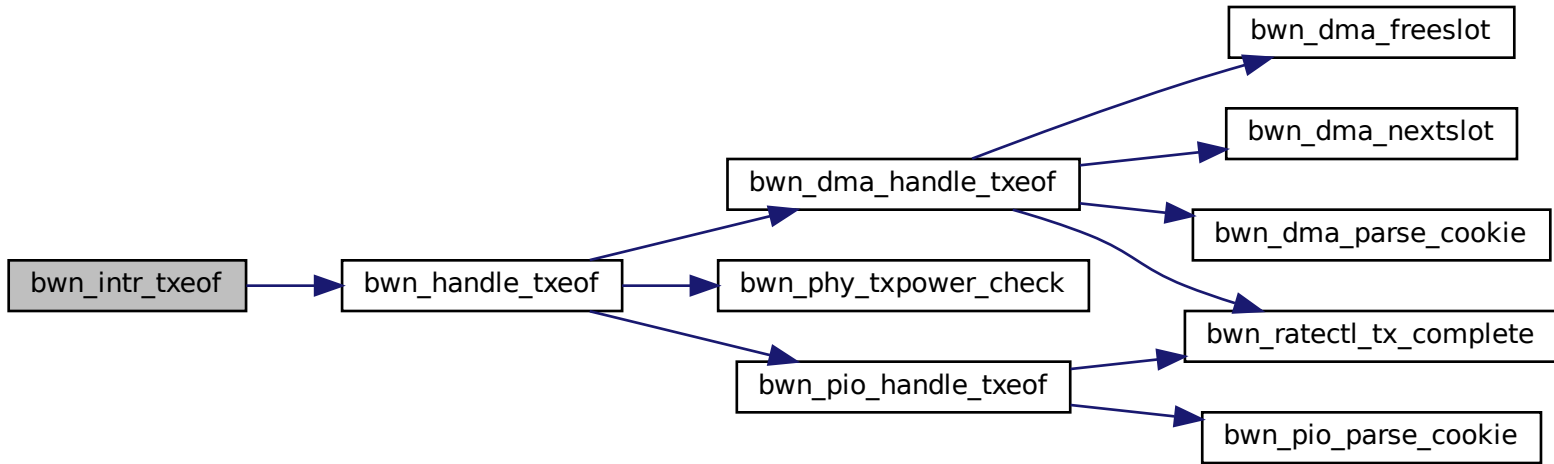 bwn_intr_txeof
bwn_handle_txeof
bwn_dma_handle_txeof
bwn_phy_txpower_check
bwn_pio_handle_txeof
bwn_dma_freeslot
bwn_dma_nextslot
bwn_dma_parse_cookie
bwn_ratectl_tx_complete
bwn_pio_parse_cookie